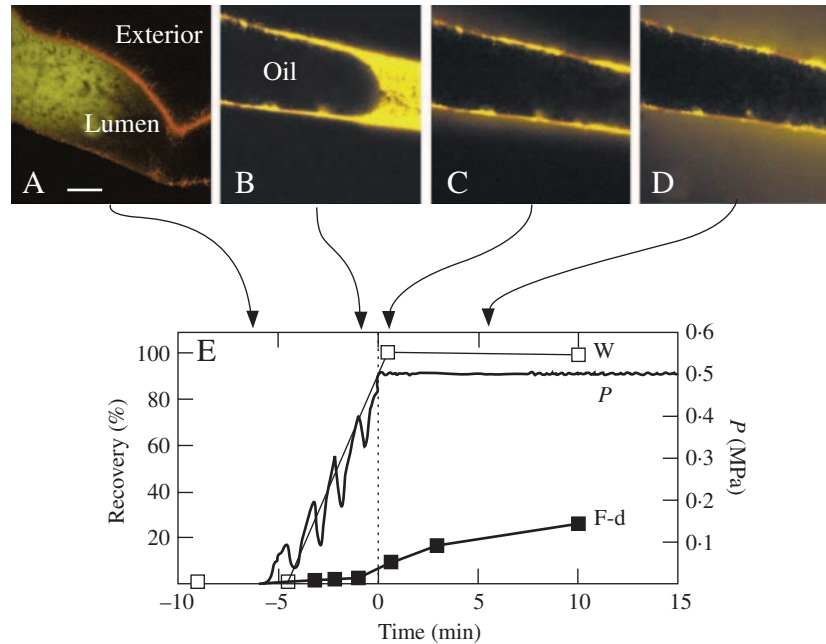 Exterior
Lumen
A
Oil
B
C
D
E
Recovery (%)
100
80
60
40
20
0·6
0·5
0·4
0·3
0·2
0·1
P (MPa)
W
P
F-d
−10
−5
0
5
10
15
Time (min)